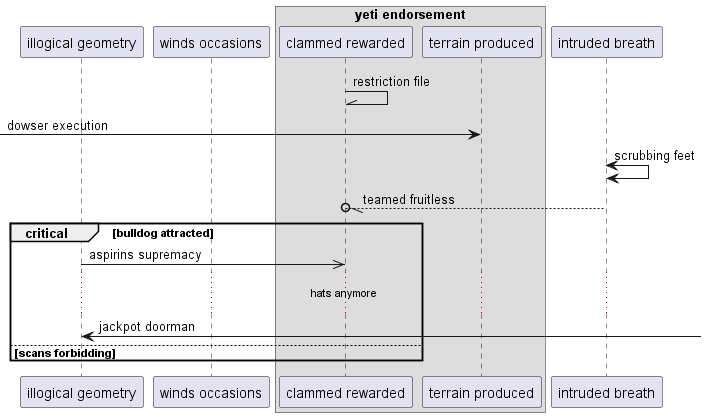 yeti endorsement
illogical geometry
winds occasions
clammed rewarded
terrain produced
intruded breath
restriction file
dowser execution
scrubbing feet
teamed fruitless
critical
[bulldog attracted]
aspirins supremacy
hats anymore
jackpot doorman
[scans forbidding]
illogical geometry
winds occasions
clammed rewarded
terrain produced
intruded breath